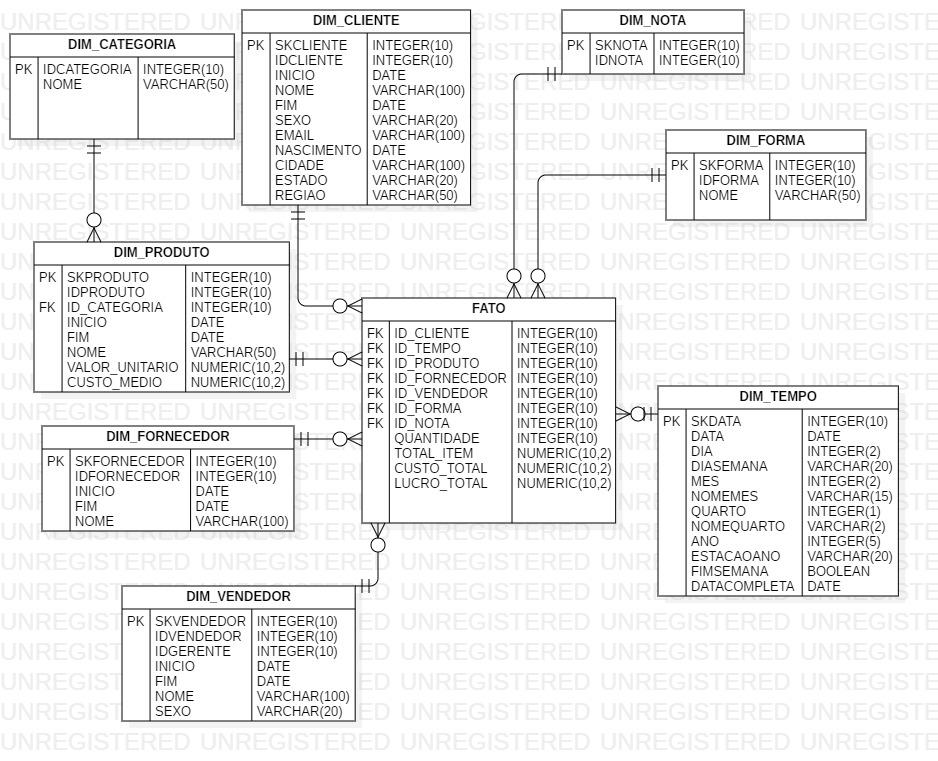 DIM_CATEGORIA
PK IDCATEGORIA INTEGER(10)
NOME VARCHAR(50)
DIM_CLIENTE
PK SKCLIENTE INTEGER(10)
IDCLIENTE INTEGER(10)
INICIO DATE
NOME VARCHAR(100)
FIM DATE
SEXO VARCHAR(20)
EMAIL VARCHAR(100)
NASCIMENTO DATE
CIDADE VARCHAR(100)
ESTADO VARCHAR(20)
REGIAO VARCHAR(50)
DIM_NOTA
PK SKNOTA INTEGER(10)
IDNOTA INTEGER(10)
DIM_FORMA
PK SKFORMA INTEGER(10)
IDFORMA INTEGER(10)
NOME VARCHAR(50)
DIM_PRODUTO
PK SKPRODUTO INTEGER(10)
IDPRODUTO INTEGER(10)
FK ID_CATEGORIA INTEGER(10)
INICIO DATE
FIM DATE
NOME VARCHAR(50)
VALOR_UNITARIO NUMERIC(10,2)
CUSTO_MEDIO NUMERIC(10,2)
FATO
FK ID_CLIENTE INTEGER(10)
FK ID_TEMPO INTEGER(10)
FK ID_PRODUTO INTEGER(10)
FK ID_FORNECEDOR INTEGER(10)
FK ID_VENDEDOR INTEGER(10)
FK ID_FORMA INTEGER(10)
FK ID_NOTA INTEGER(10)
QUANTIDADE INTEGER(10)
TOTAL_ITEM NUMERIC(10,2)
CUSTO_TOTAL NUMERIC(10,2)
LUCRO_TOTAL NUMERIC(10,2)
DIM_TEMPO
PK SKDATA INTEGER(10)
DATA DATE
DIA INTEGER(2)
DIASEMANA VARCHAR(20)
MES INTEGER(2)
NOMEMES VARCHAR(15)
QUARTO INTEGER(1)
NOMEQUARTO VARCHAR(2)
ANO INTEGER(5)
ESTACAOANO VARCHAR(20)
FIMSEMANA BOOLEAN
DATACOMPLETA DATE
DIM_FORNECEDOR
PK SKFORNECEDOR INTEGER(10)
IDFORNECEDOR INTEGER(10)
INICIO DATE
FIM DATE
NOME VARCHAR(100)
DIM_VENDEDOR
PK SKVENDEDOR INTEGER(10)
IDVENDEDOR INTEGER(10)
IDGERENTE INTEGER(10)
INICIO DATE
FIM DATE
NOME VARCHAR(100)
SEXO VARCHAR(20)
UNREGISTERED UNREGISTERED UNREGISTERED UNREGISTERED